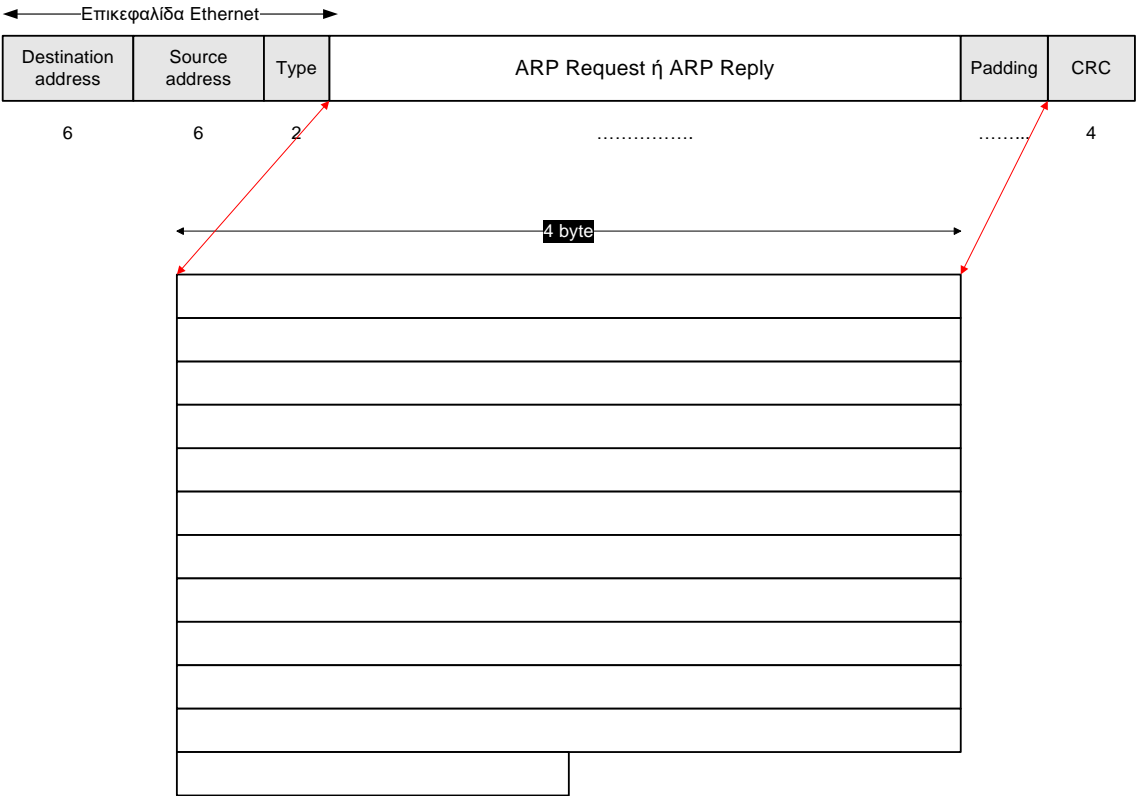 Επικεφαλίδα Ethernet
Destination address
Source address
Type
ARP Request ή ARP Reply
Padding
CRC
6
6
2
................
.........
4
4 byte